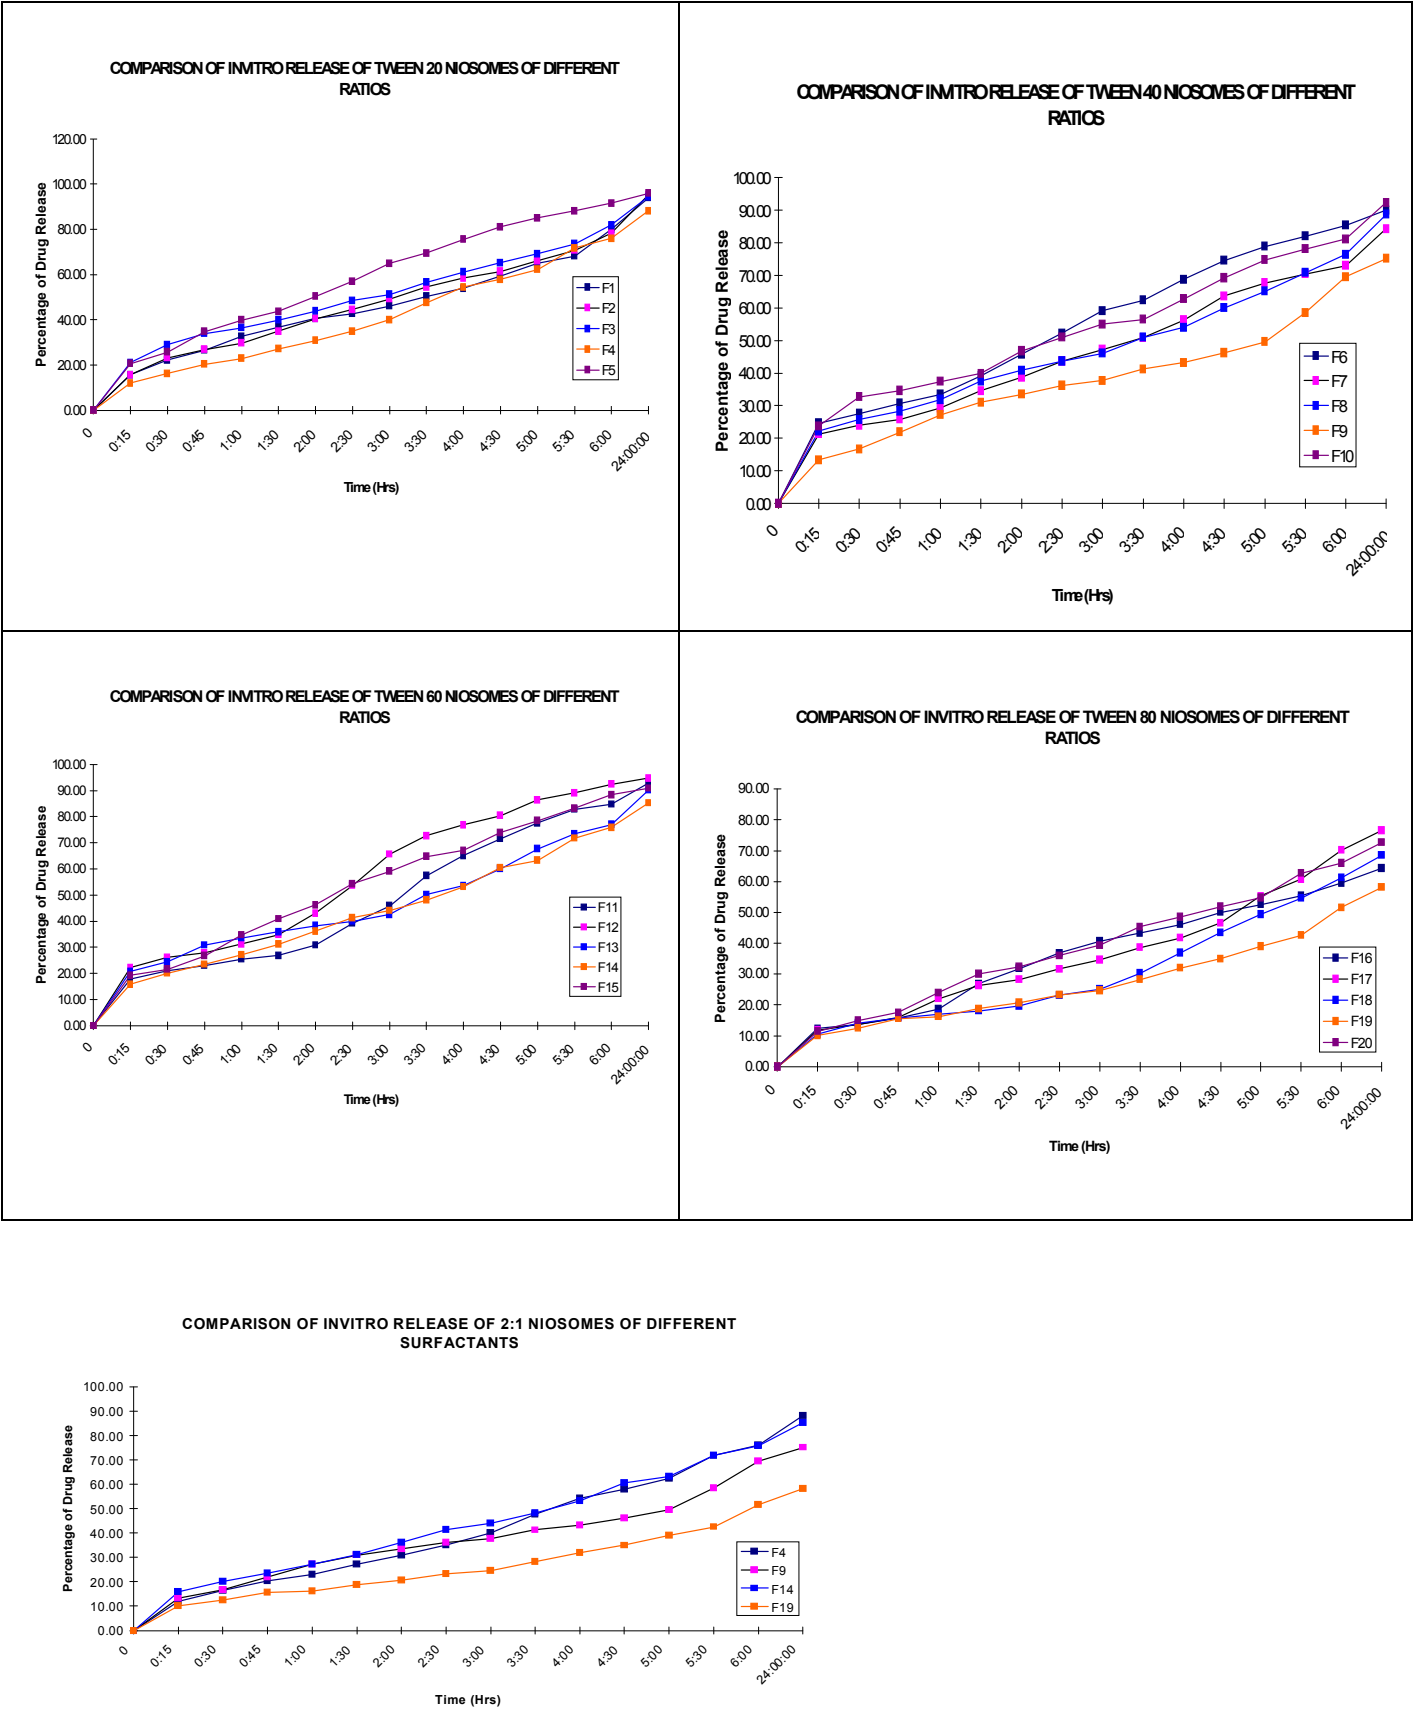 COMPARISON OF INVITRO RELEASE OF TWEEN 20 NIOSOMES OF DIFFERENT
RATIOS
Percentage of Drug Release
120.00
100.00
80.00
60.00
40.00
20.00
0.00
0
0:15
0:30
0:45
1:00
1:30
2:00
2:30
3:00
3:30
4:00
4:30
5:00
5:30
6:00
24:00:00
Time (Hrs)
F1
F2
F3
F4
F5
COMPARISON OF INVITRO RELEASE OF TWEEN 40 NIOSOMES OF DIFFERENT
RATIOS
Percentage of Drug Release
100.00
90.00
80.00
70.00
60.00
50.00
40.00
30.00
20.00
10.00
0.00
0
0:15
0:30
0:45
1:00
1:30
2:00
2:30
3:00
3:30
4:00
4:30
5:00
5:30
6:00
24:00:00
Time (Hrs)
F6
F7
F8
F9
F10
COMPARISON OF INVITRO RELEASE OF TWEEN 60 NIOSOMES OF DIFFERENT
RATIOS
Percentage of Drug Release
100.00
90.00
80.00
70.00
60.00
50.00
40.00
30.00
20.00
10.00
0.00
0
0:15
0:30
0:45
1:00
1:30
2:00
2:30
3:00
3:30
4:00
4:30
5:00
5:30
6:00
24:00:00
Time (Hrs)
F11
F12
F13
F14
F15
COMPARISON OF INVITRO RELEASE OF TWEEN 80 NIOSOMES OF DIFFERENT
RATIOS
Percentage of Drug Release
90.00
80.00
70.00
60.00
50.00
40.00
30.00
20.00
10.00
0.00
0
0:15
0:30
0:45
1:00
1:30
2:00
2:30
3:00
3:30
4:00
4:30
5:00
5:30
6:00
24:00:00
Time (Hrs)
F16
F17
F18
F19
F20
COMPARISON OF INVITRO RELEASE OF 2:1 NIOSOMES OF DIFFERENT
SURFACTANTS
Percentage of Drug Release
100.00
90.00
80.00
70.00
60.00
50.00
40.00
30.00
20.00
10.00
0.00
0
0:15
0:30
0:45
1:00
1:30
2:00
2:30
3:00
3:30
4:00
4:30
5:00
5:30
6:00
24:00:00
Time (Hrs)
F4
F9
F14
F19